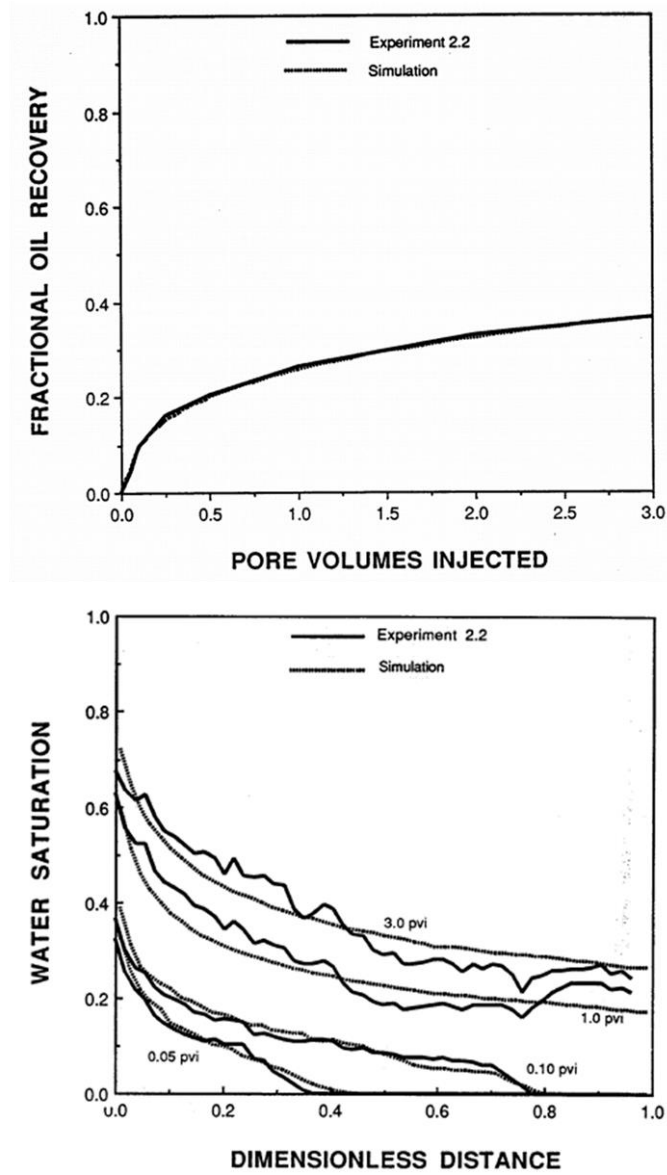 1.0
Experiment 2.2
Simulation
0.8
0.6
0.4
0.2
0.0
0.0 0.5 1.0 1.5 2.0 2.5 3.0
FRACTIONAL OIL RECOVERY
PORE VOLUMES INJECTED
1.0
Experiment 2.2
Simulation
0.8
0.6
0.4
3.0 pvi
0.2
1.0 pvi
0.05 pvi
0.10 pvi
0.0
0.0 0.2 0.4 0.6 0.8 1.0
WATER SATURATION
DIMENSIONLESS DISTANCE